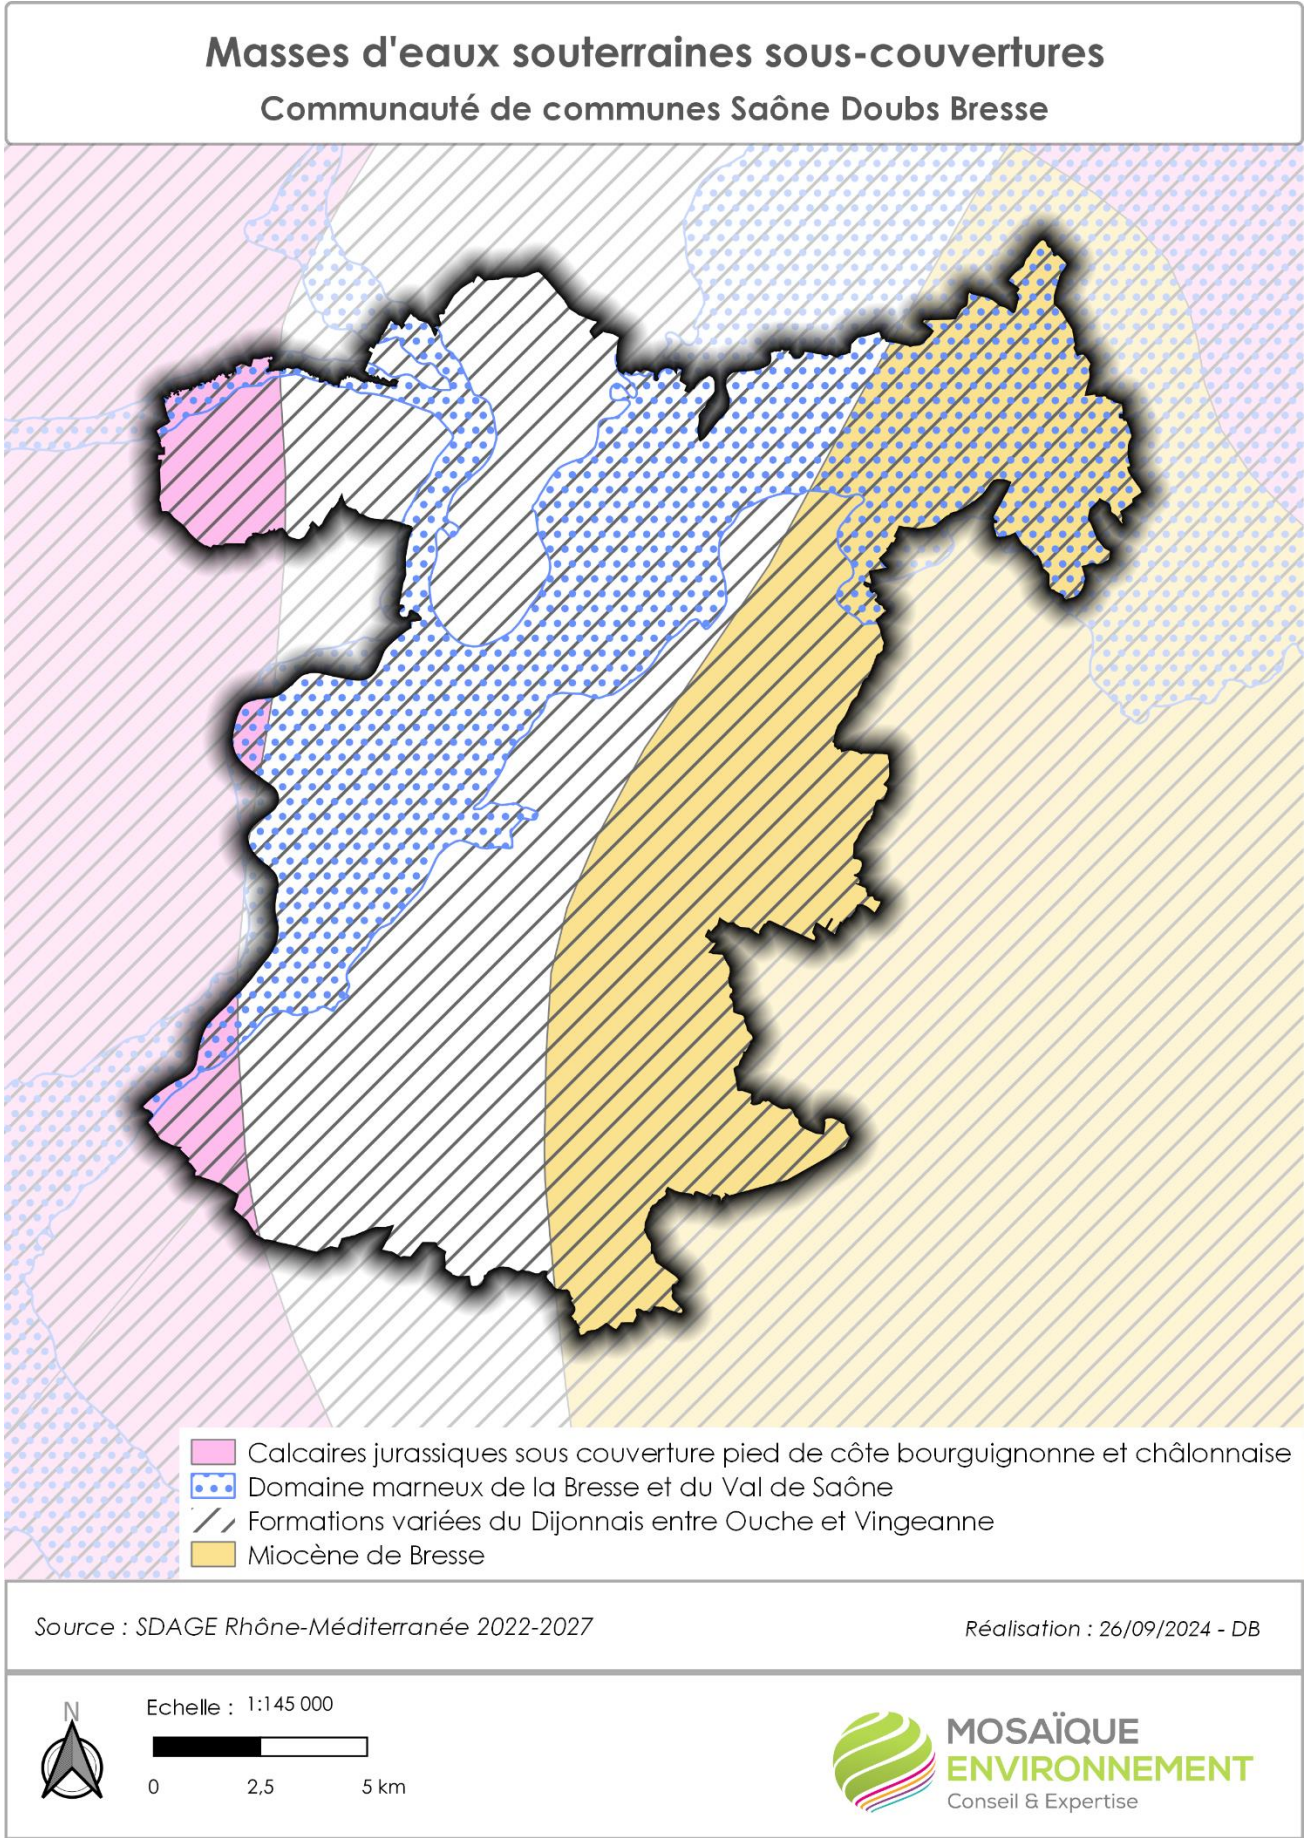 Masses d'eaux souterraines sous-couvertures
Communauté de communes Saône Doubs Bresse
Calcaires jurassiques sous couverture pied de côte bourguignonne et châlonnaise
Domaine marneux de la Bresse et du Val de Saône
Formations variées du Dijonnais entre Ouche et Vingeanne
Miocène de Bresse
Source : SDAGE Rhône-Méditerranée 2022-2027
Réalisation : 26/09/2024 - DB
N
Echelle : 1:145 000
0 2,5 5 km
MOSAÏQUE
ENVIRONNEMENT
Conseil & Expertise